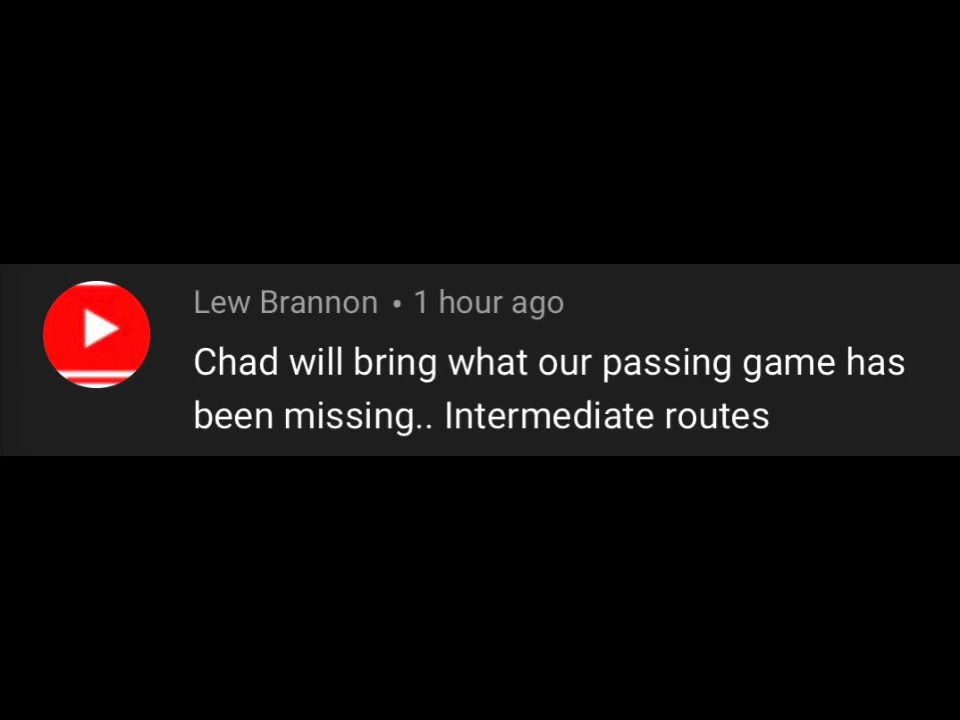 Lew Brannon • 1 hour ago
Chad will bring what our passing game has
been missing.. Intermediate routes